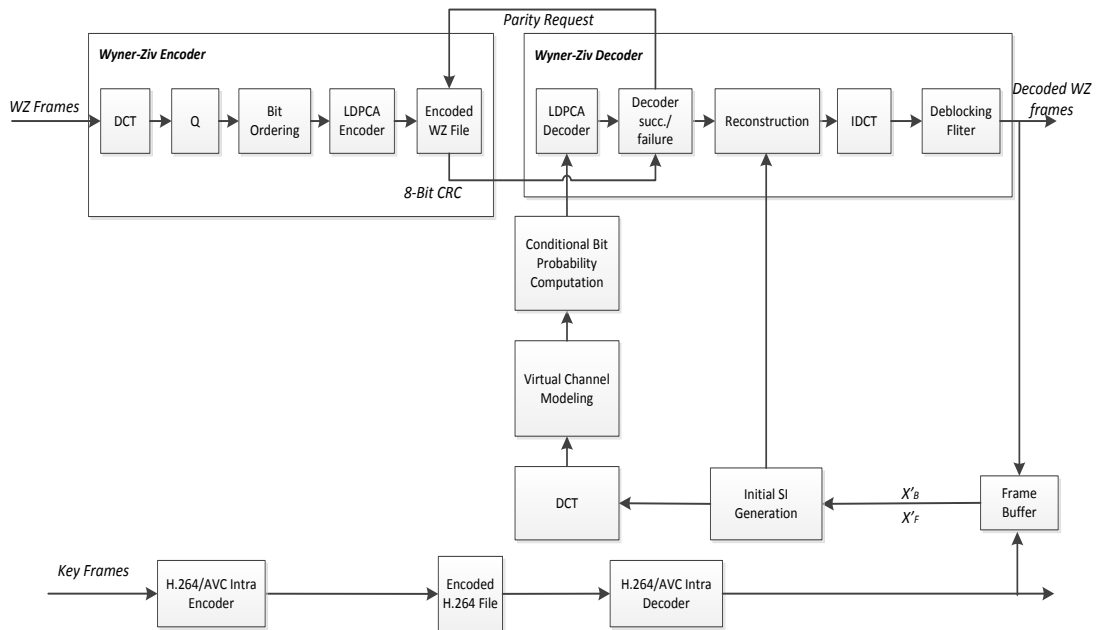 Parity Request
Wyner-Ziv Encoder
Wyner-Ziv Decoder
WZ Frames
DCT
Q
Bit
Ordering
LDPCA
Encoder
Encoded
WZ File
LDPCA
Decoder
Decoder
succ./
failure
Reconstruction
IDCT
Deblocking
Fliter
Decoded WZ
frames
8-Bit CRC
Conditional Bit
Probability
Computation
Virtual Channel
Modeling
DCT
Initial SI
Generation
X'B
X'F
Frame
Buffer
Key Frames
H.264/AVC Intra
Encoder
Encoded
H.264 File
H.264/AVC Intra
Decoder